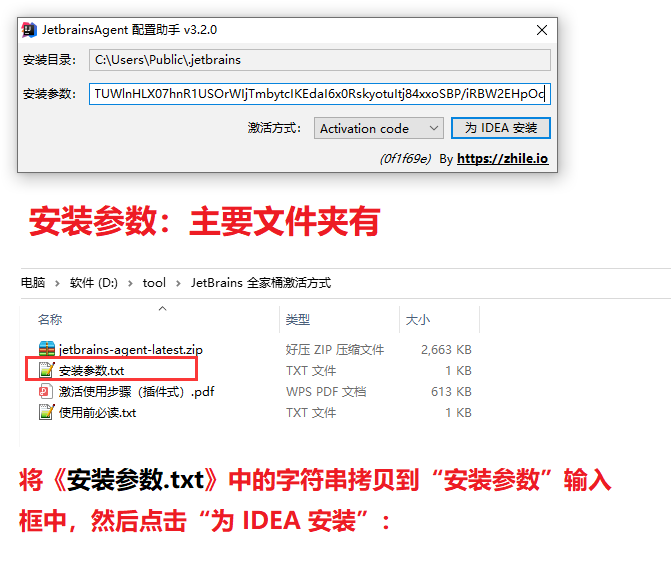 JetbrainsAgent 配置助手 v3.2.0
安装目录： C:\Users\Public\.jetbrains
安装参数： TUWlnHLX07hnR1USOrWIjTmbytcIKEdaI6x0RskyotuItj84xxoSBP/iRBW2EHpOc
激活方式： Activation code 为 IDEA 安装
(0f1f69e) By https://zhile.io
安装参数：主要文件夹有
电脑 › 软件 (D:) › tool › JetBrains 全家桶激活方式
名称 类型 大小
jetbrains-agent-latest.zip 好压 ZIP 压缩文件 2,663 KB
安装参数.txt TXT 文件 1 KB
激活使用步骤（插件式）.pdf WPS PDF 文档 613 KB
使用前必读.txt TXT 文件 1 KB
将《安装参数.txt》中的字符串拷贝到“安装参数”输入
框中，然后点击“为 IDEA 安装”：